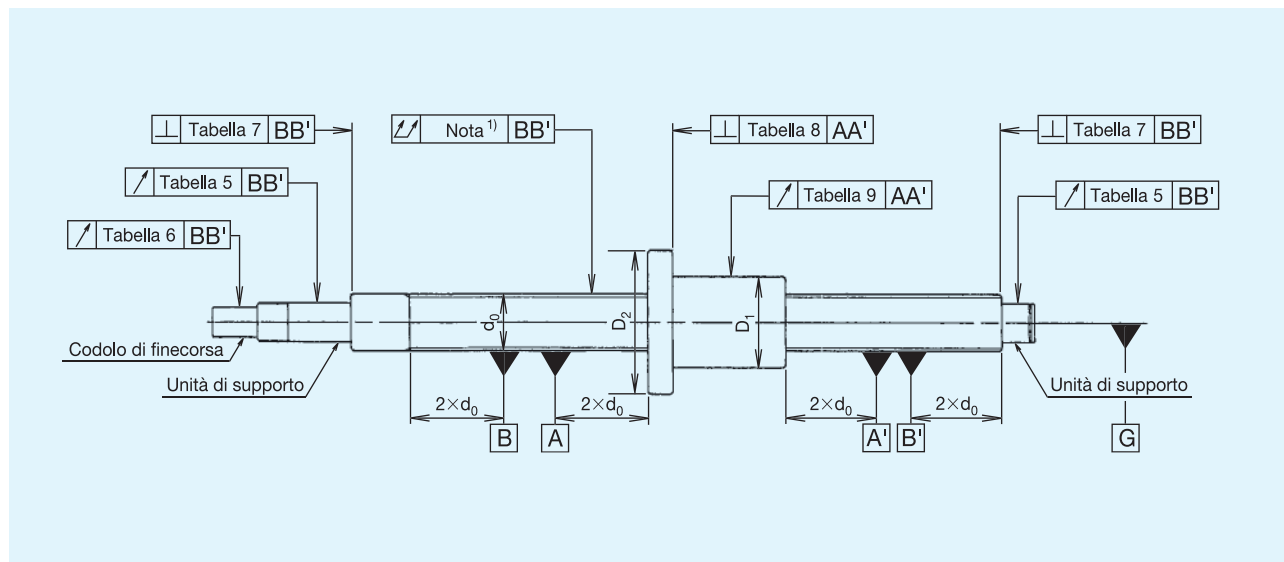 ⊥ Tabella 7 BB'
⌰ Nota 1) BB'
⊥ Tabella 8 AA'
⊥ Tabella 7 BB'
↗ Tabella 5 BB'
↗ Tabella 9 AA'
↗ Tabella 5 BB'
↗ Tabella 6 BB'
d0
D2
D1
Codolo di finecorsa
Unità di supporto
Unità di supporto
2×d0
2×d0
2×d0
2×d0
B
A
A'
B'
G